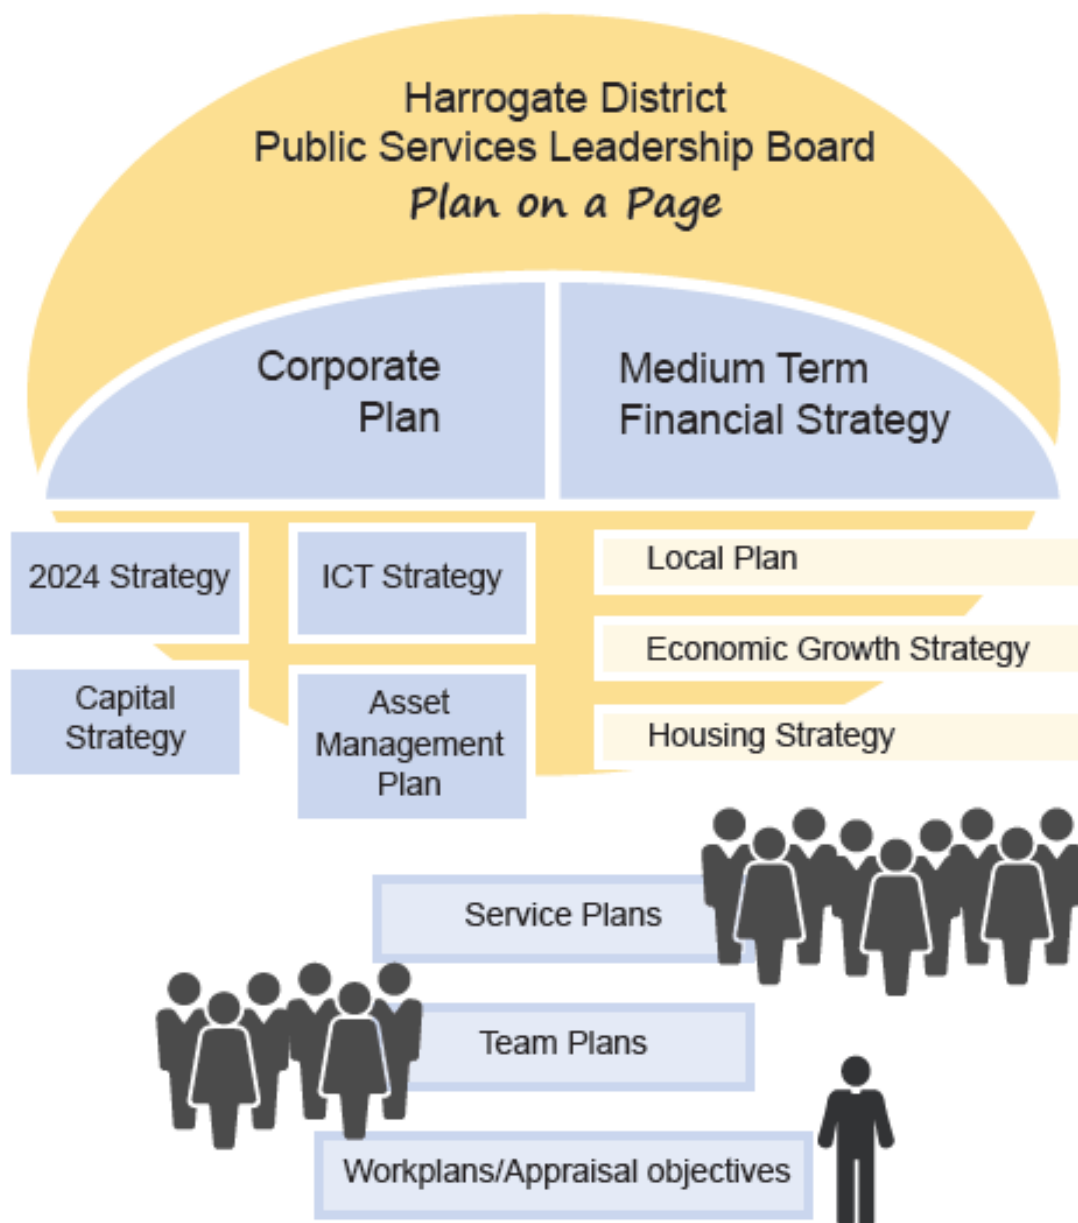 Harrogate District
Public Services Leadership Board
Plan on a Page
Corporate
Plan
Medium Term
Financial Strategy
2024 Strategy
ICT Strategy
Local Plan
Economic Growth Strategy
Capital
Strategy
Asset
Management
Plan
Housing Strategy
Service Plans
Team Plans
Workplans/Appraisal objectives